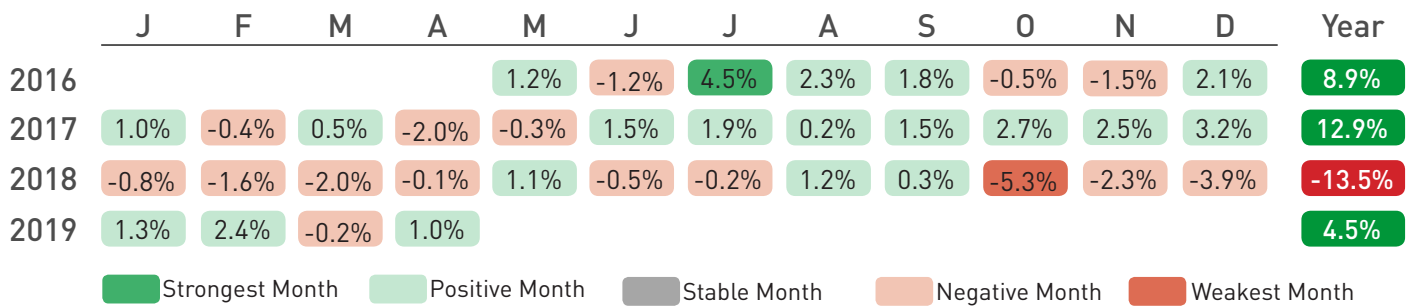 J F M A M J J A S O N D Year
2016 1.2% -1.2% 4.5% 2.3% 1.8% -0.5% -1.5% 2.1% 8.9%
2017 1.0% -0.4% 0.5% -2.0% -0.3% 1.5% 1.9% 0.2% 1.5% 2.7% 2.5% 3.2% 12.9%
2018 -0.8% -1.6% -2.0% -0.1% 1.1% -0.5% -0.2% 1.2% 0.3% -5.3% -2.3% -3.9% -13.5%
2019 1.3% 2.4% -0.2% 1.0% 4.5%
Strongest Month Positive Month Stable Month Negative Month Weakest Month